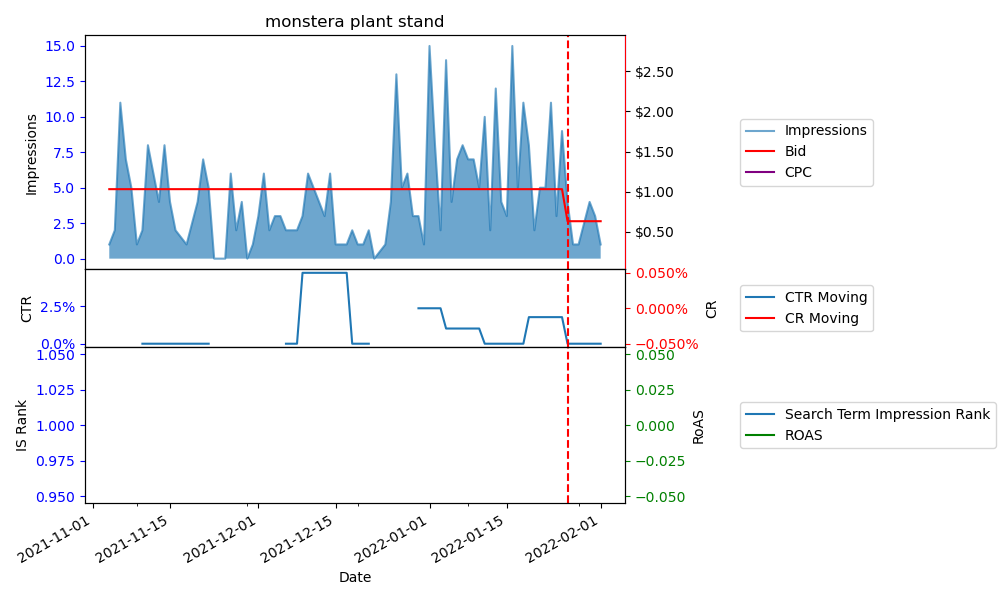 monstera plant stand
15.0
12.5
10.0
7.5
5.0
2.5
0.0
Impressions
$2.50
$2.00
$1.50
$1.00
$0.50
Impressions
Bid
CPC
2.5%
0.0%
CTR
0.050%
0.000%
−0.050%
CR
CTR Moving
CR Moving
1.050
1.025
1.000
0.975
0.950
IS Rank
0.050
0.025
0.000
−0.025
−0.050
RoAS
Search Term Impression Rank
ROAS
2021-11-01
2021-11-15
2021-12-01
2021-12-15
2022-01-01
2022-01-15
2022-02-01
Date